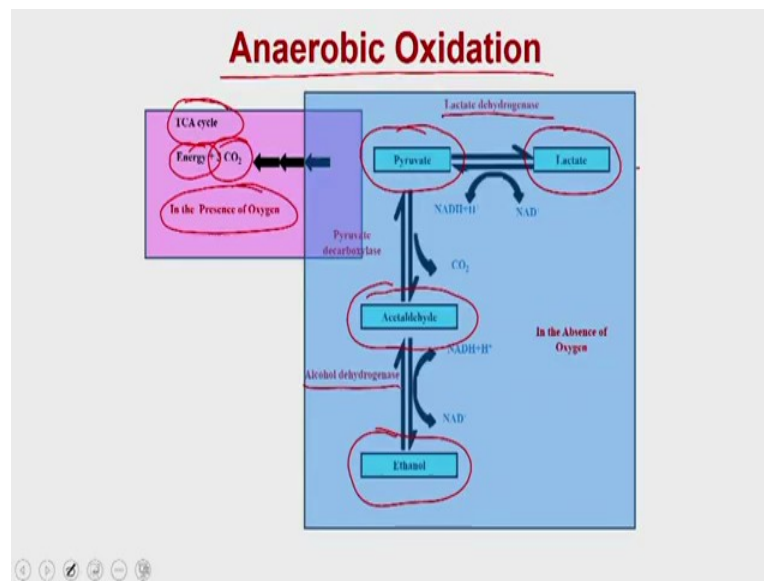 Anaerobic Oxidation
Lactate dehydrogenase
TCA cycle
Energy + 3 CO₂
Pyruvate
Lactate
In the Presence of Oxygen
NADH+H⁺
NAD⁺
Pyruvate
decarboxylase
CO₂
Acetaldehyde
In the Absence of
Oxygen
NADH+H⁺
Alcohol dehydrogenase
NAD⁺
Ethanol